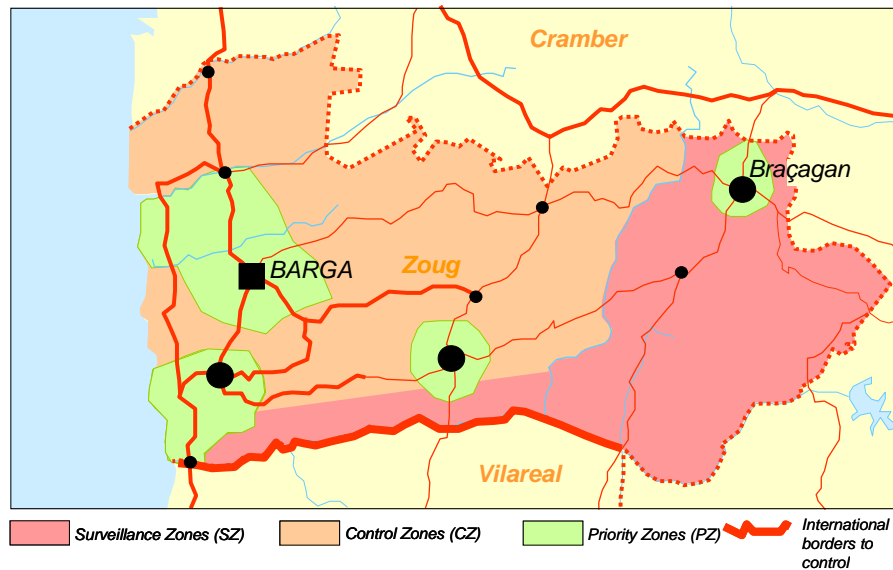 Cramber
Braçagan
BARGA
Zoug
Vilareal
Surveillance Zones (SZ)
Control Zones (CZ)
Priority Zones (PZ)
International
borders to
control